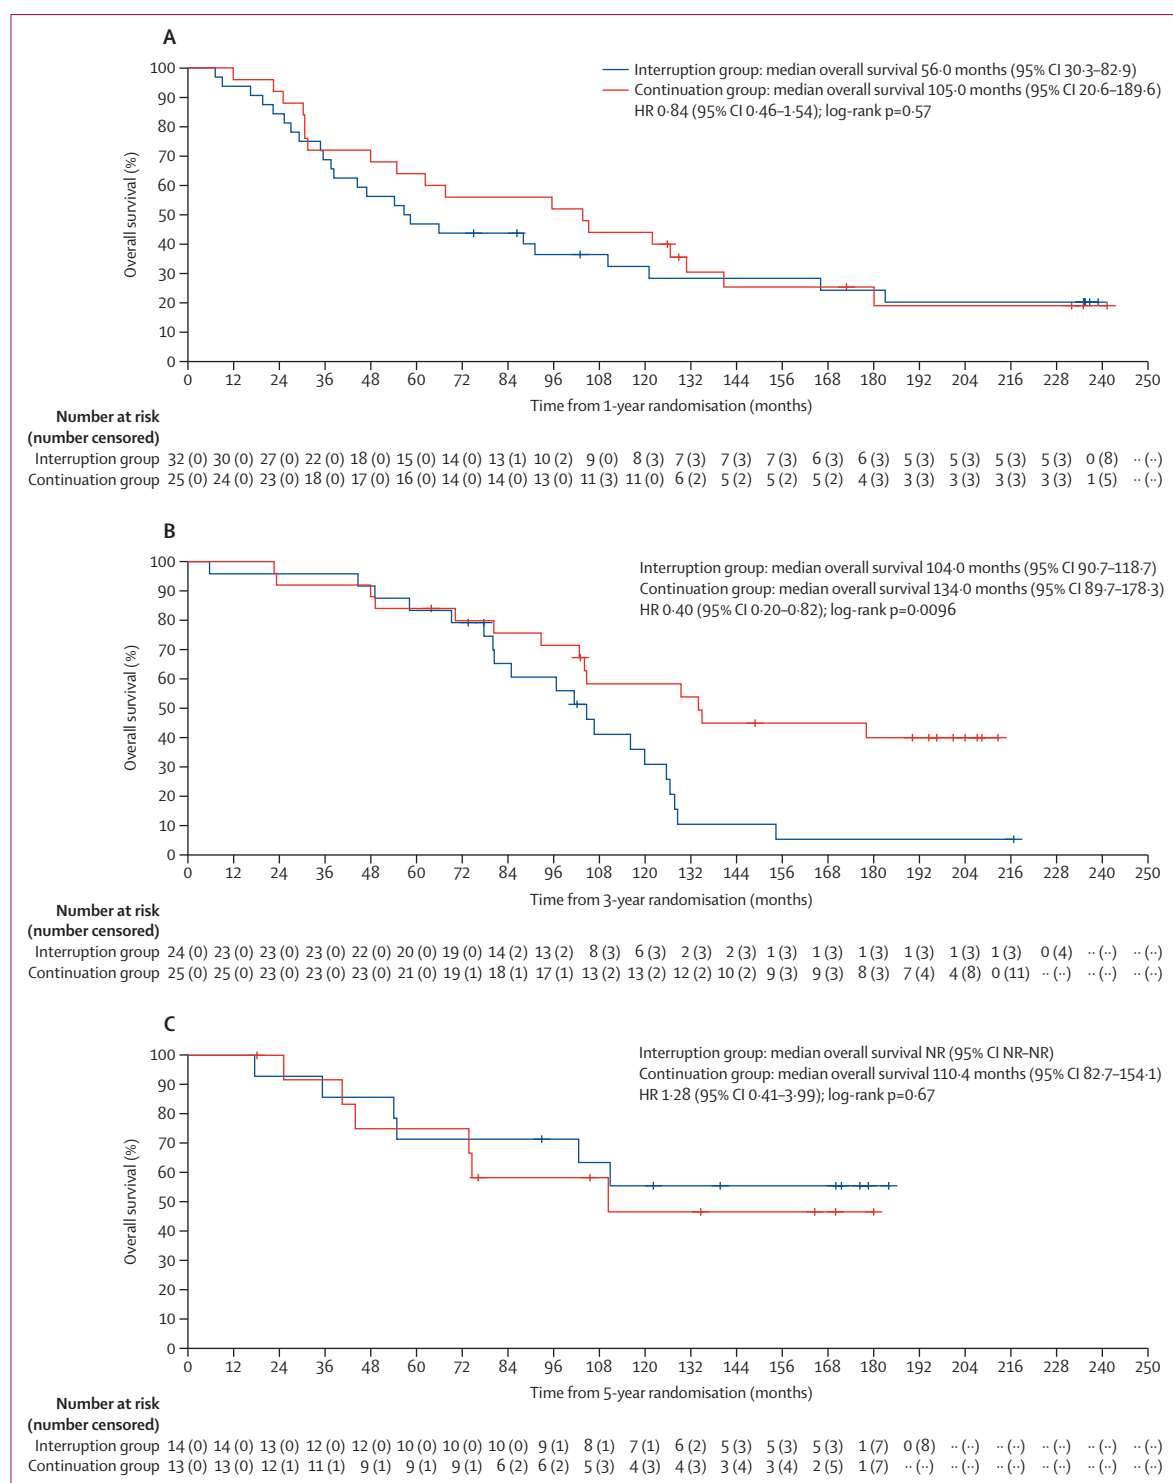 A
Interruption group: median overall survival 56·0 months (95% CI 30·3–82·9)
Continuation group: median overall survival 105·0 months (95% CI 20·6–189·6)
HR 0·84 (95% CI 0·46–1·54); log-rank p=0·57
100
90
80
70
60
50
40
30
20
10
0
Overall survival (%)
0 12 24 36 48 60 72 84 96 108 120 132 144 156 168 180 192 204 216 228 240 250
Time from 1-year randomisation (months)
Number at risk
(number censored)
Interruption group 32 (0) 30 (0) 27 (0) 22 (0) 18 (0) 15 (0) 14 (0) 13 (1) 10 (2) 9 (0) 8 (3) 7 (3) 7 (3) 7 (3) 6 (3) 6 (3) 5 (3) 5 (3) 5 (3) 5 (3) 0 (8) ·· (··)
Continuation group 25 (0) 24 (0) 23 (0) 18 (0) 17 (0) 16 (0) 14 (0) 14 (0) 13 (0) 11 (3) 11 (0) 6 (2) 5 (2) 5 (2) 5 (2) 4 (3) 3 (3) 3 (3) 3 (3) 3 (3) 1 (5) ·· (··)
B
Interruption group: median overall survival 104·0 months (95% CI 90·7–118·7)
Continuation group: median overall survival 134·0 months (95% CI 89·7–178·3)
HR 0·40 (95% CI 0·20–0·82); log-rank p=0·0096
100
90
80
70
60
50
40
30
20
10
0
Overall survival (%)
0 12 24 36 48 60 72 84 96 108 120 132 144 156 168 180 192 204 216 228 240 250
Time from 3-year randomisation (months)
Number at risk
(number censored)
Interruption group 24 (0) 23 (0) 23 (0) 23 (0) 22 (0) 20 (0) 19 (0) 14 (2) 13 (2) 8 (3) 6 (3) 2 (3) 2 (3) 1 (3) 1 (3) 1 (3) 1 (3) 1 (3) 1 (3) 0 (4) ·· (··) ·· (··)
Continuation group 25 (0) 25 (0) 23 (0) 23 (0) 23 (0) 21 (0) 19 (1) 18 (1) 17 (1) 13 (2) 13 (2) 12 (2) 10 (2) 9 (3) 9 (3) 8 (3) 7 (4) 4 (8) 0 (11) ·· (··) ·· (··) ·· (··)
C
Interruption group: median overall survival NR (95% CI NR–NR)
Continuation group: median overall survival 110·4 months (95% CI 82·7–154·1)
HR 1·28 (95% CI 0·41–3·99); log-rank p=0·67
100
90
80
70
60
50
40
30
20
10
0
Overall survival (%)
0 12 24 36 48 60 72 84 96 108 120 132 144 156 168 180 192 204 216 228 240 250
Time from 5-year randomisation (months)
Number at risk
(number censored)
Interruption group 14 (0) 14 (0) 13 (0) 12 (0) 12 (0) 10 (0) 10 (0) 10 (0) 9 (1) 8 (1) 7 (1) 6 (2) 5 (3) 5 (3) 5 (3) 1 (7) 0 (8) ·· (··) ·· (··) ·· (··) ·· (··) ·· (··)
Continuation group 13 (0) 13 (0) 12 (1) 11 (1) 9 (1) 9 (1) 9 (1) 6 (2) 6 (2) 5 (3) 4 (3) 4 (3) 3 (4) 3 (4) 2 (5) 1 (7) ·· (··) ·· (··) ·· (··) ·· (··) ·· (··) ·· (··)